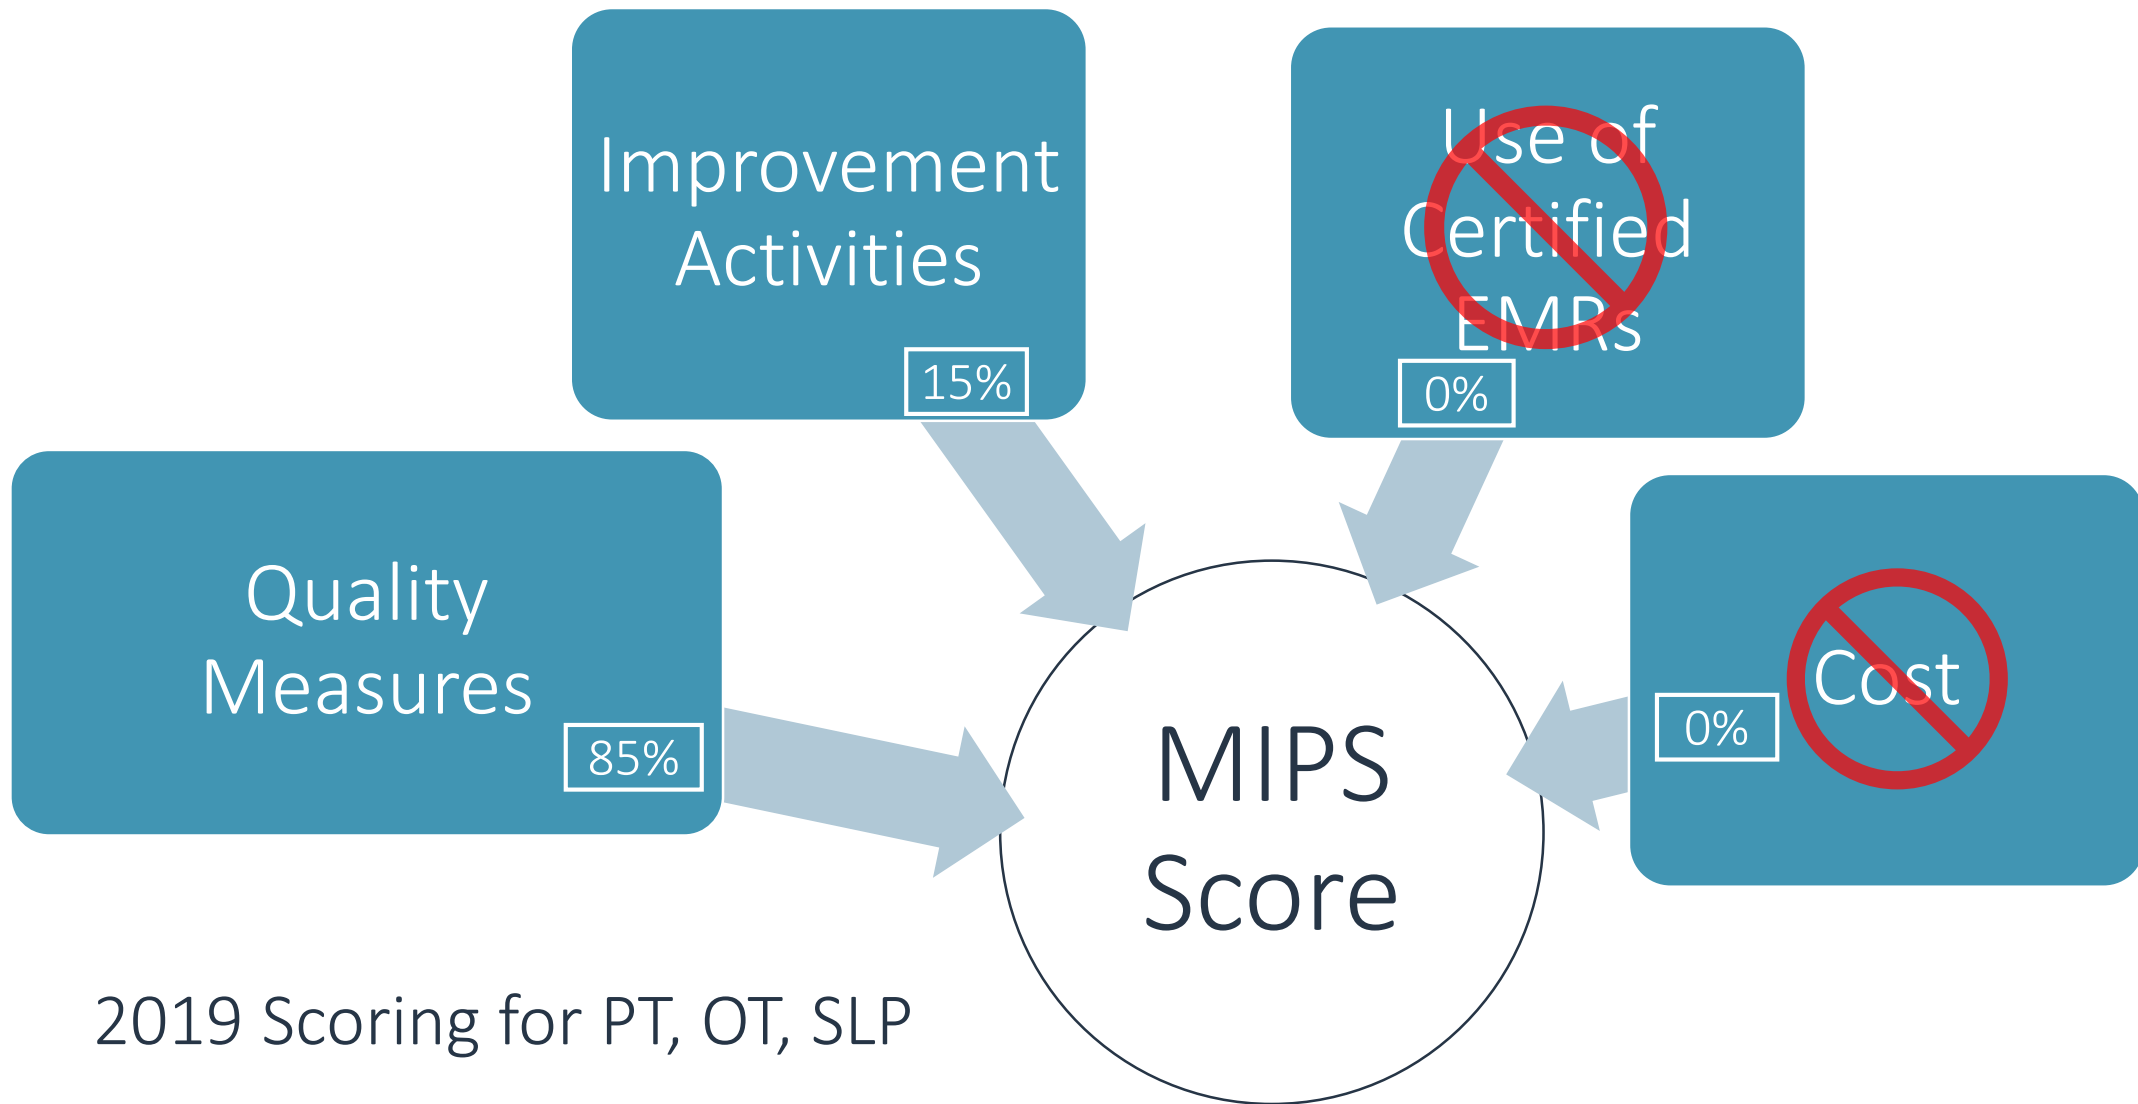 Improvement
Activities
15%
Use of
Certified
EMRs
0%
Quality
Measures
85%
Cost
0%
MIPS
Score
2019 Scoring for PT, OT, SLP